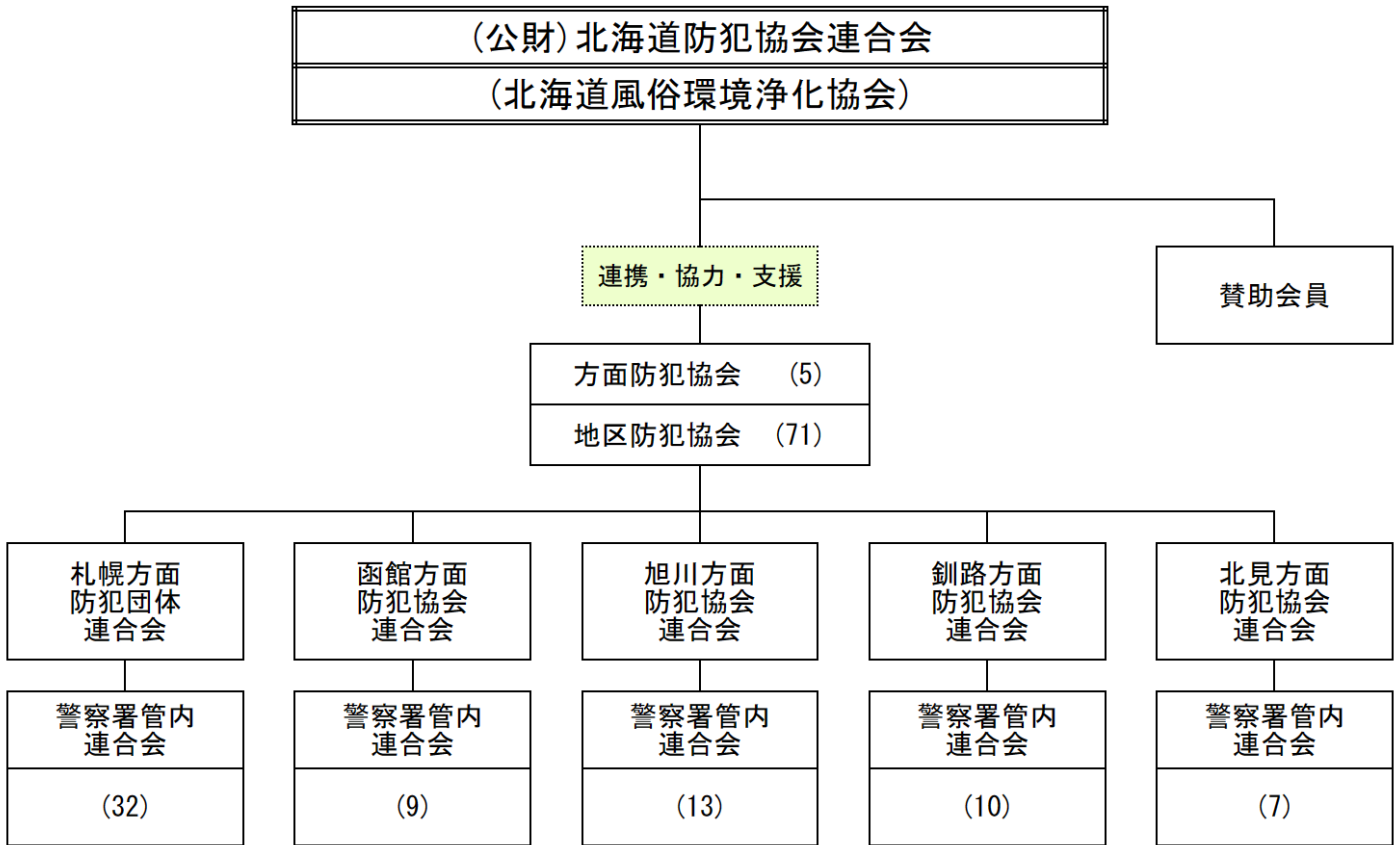 (公財)北海道防犯協会連合会
(北海道風俗環境浄化協会)
連携・協力・支援
賛助会員
方面防犯協会 (5)
地区防犯協会 (71)
札幌方面
防犯団体
連合会
函館方面
防犯協会
連合会
旭川方面
防犯協会
連合会
釧路方面
防犯協会
連合会
北見方面
防犯協会
連合会
警察署管内
連合会
(32)
警察署管内
連合会
(9)
警察署管内
連合会
(13)
警察署管内
連合会
(10)
警察署管内
連合会
(7)